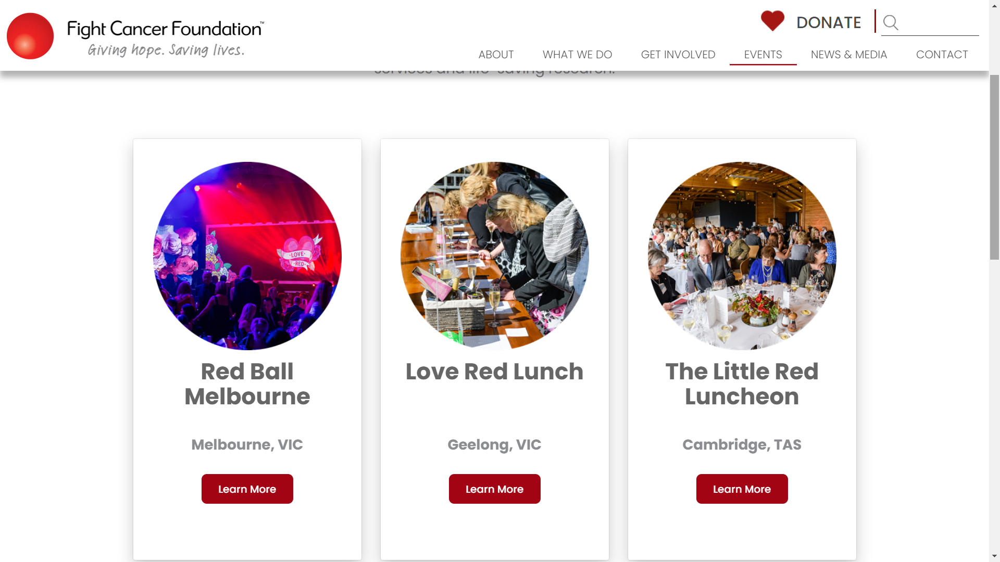 Fight Cancer Foundation™
Giving hope. Saving lives.
DONATE
ABOUT
WHAT WE DO
GET INVOLVED
EVENTS
NEWS & MEDIA
CONTACT
services and life-saving research.
LOVE
RED
Red Ball
Melbourne
Melbourne, VIC
Learn More
Love Red Lunch
Geelong, VIC
Learn More
The Little Red
Luncheon
Cambridge, TAS
Learn More